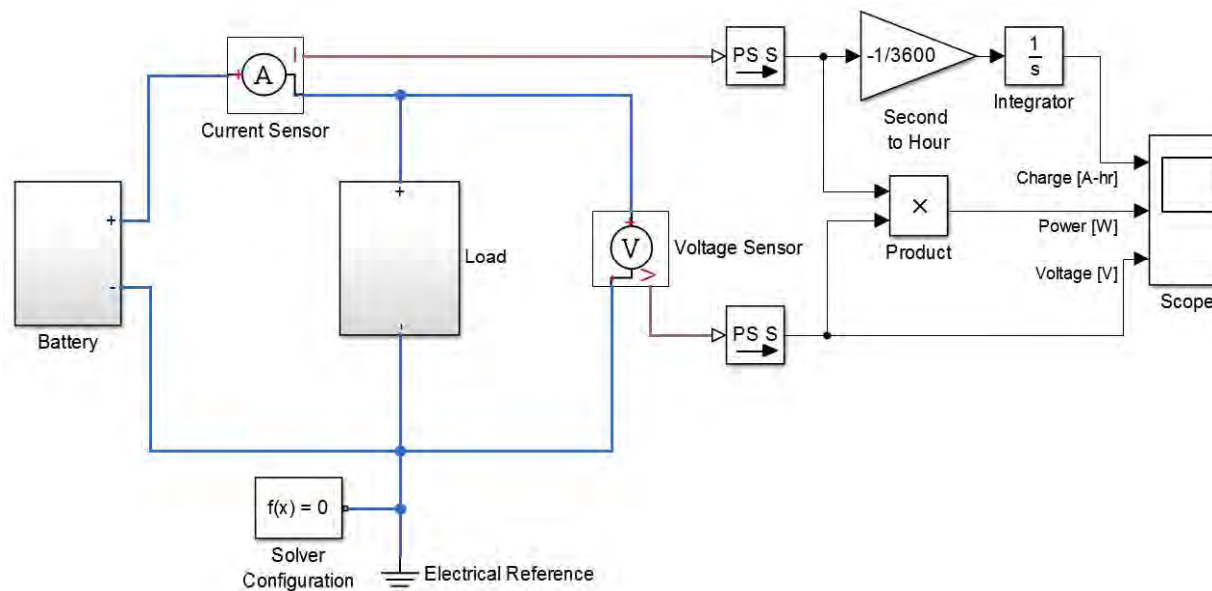 A
I
Current Sensor
PS S
-1/3600
1
s
Integrator
Second
to Hour
Charge [A-hr]
+
-
Battery
+
-
Load
+
V
V
Voltage Sensor
×
Product
Power [W]
Voltage [V]
Scope
PS S
f(x) = 0
Solver
Configuration
Electrical Reference